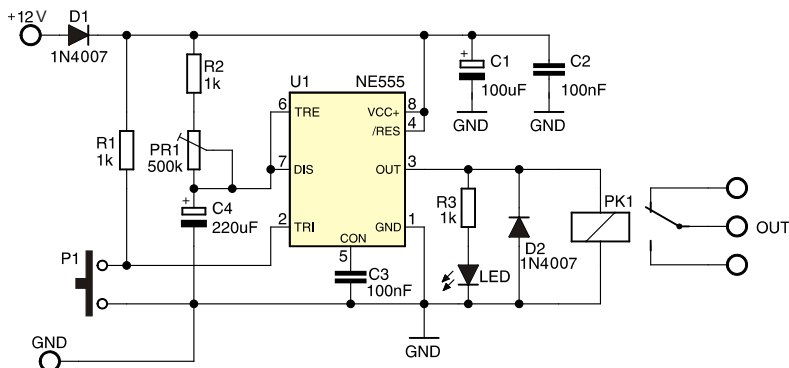 +12V
D1
1N4007
R2
1k
R1
1k
PR1
500k
+
C4
220uF
U1
NE555
6
TRE
7
DIS
2
TRI
VCC+
8
/RES
4
OUT
3
GND
1
CON
5
C3
100nF
+
C1
100uF
GND
C2
100nF
GND
R3
1k
LED
D2
1N4007
PK1
OUT
P1
GND
GND